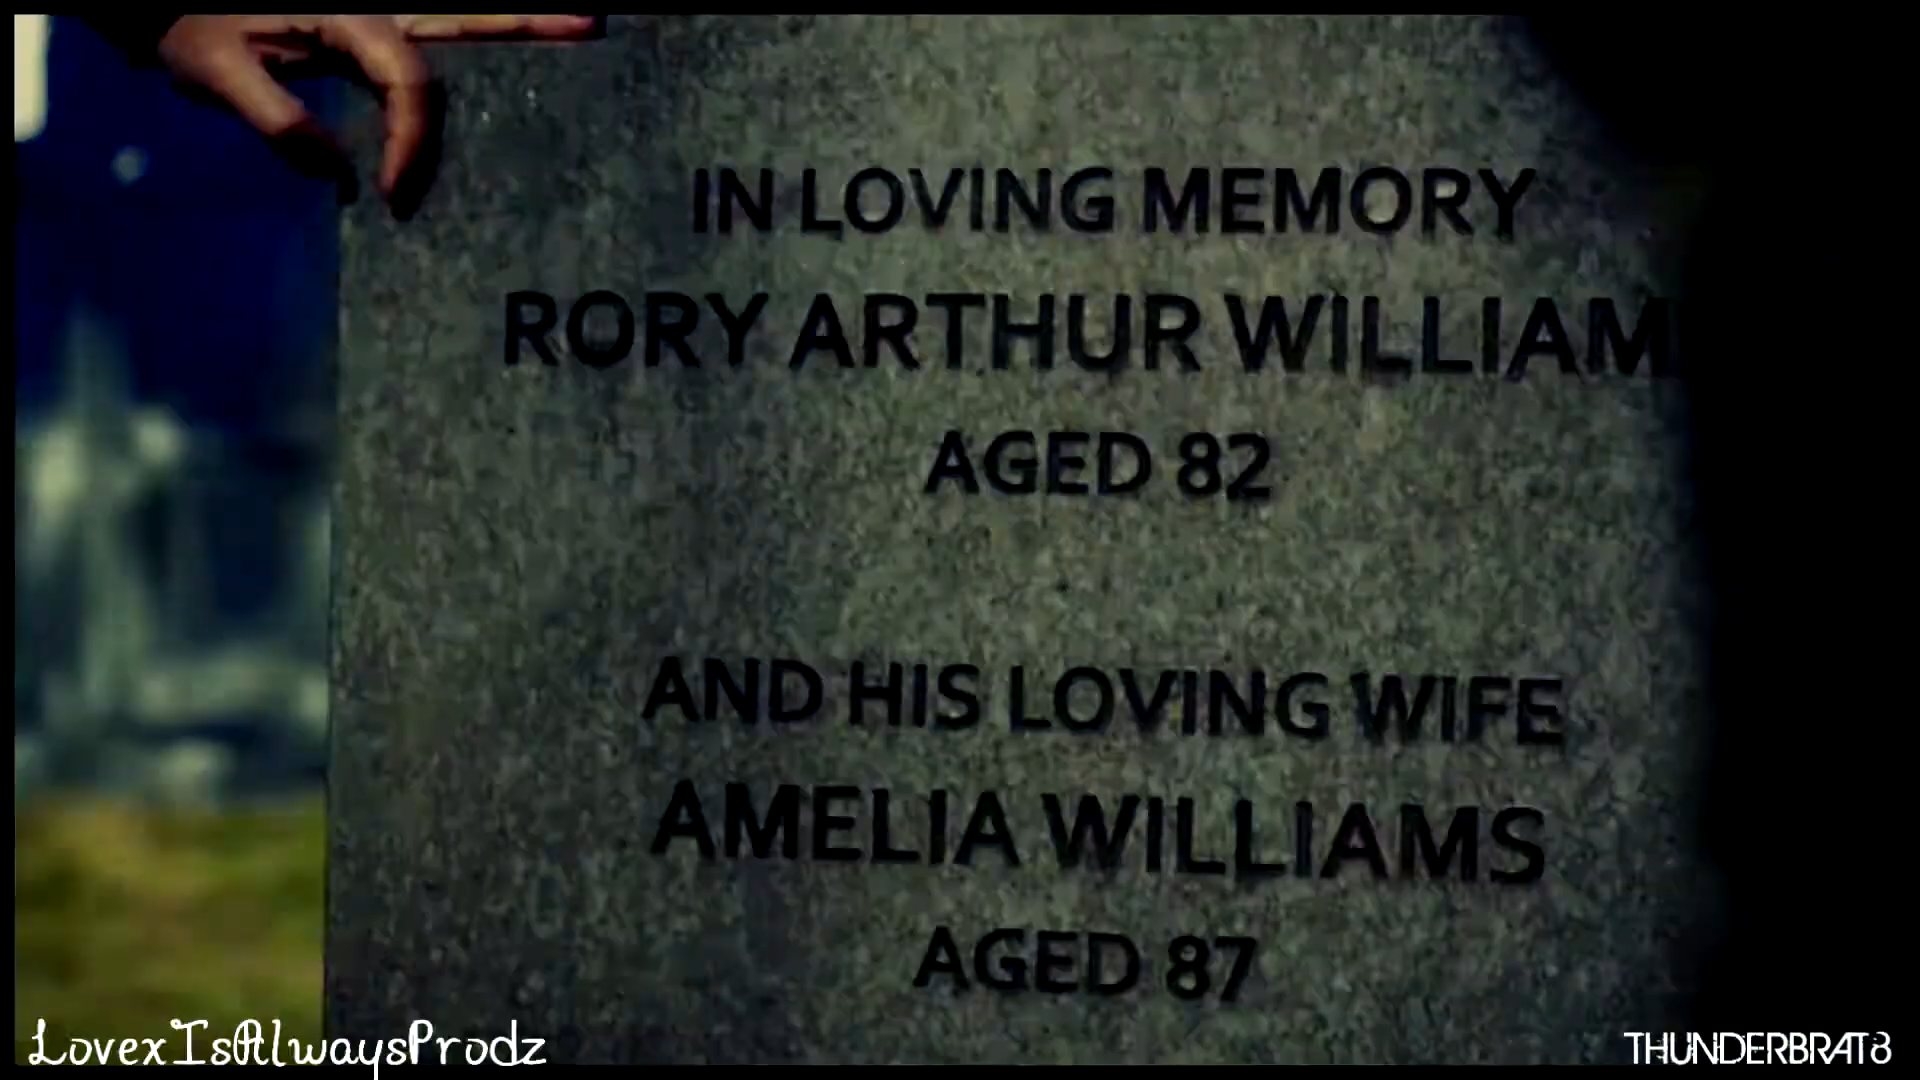 IN LOVING MEMORY
RORY ARTHUR WILLIAM
AGED 82
AND HIS LOVING WIFE
AMELIA WILLIAMS
AGED 87
LovexIsAlwaysProdz
THUNDERBRAT8